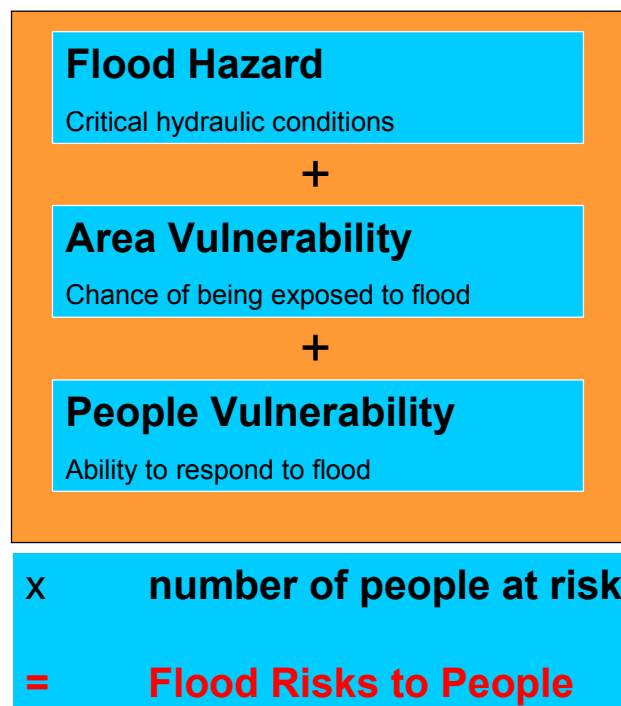 Flood Hazard
Critical hydraulic conditions
+
Area Vulnerability
Chance of being exposed to flood
+
People Vulnerability
Ability to respond to flood
x number of people at risk
= Flood Risks to People